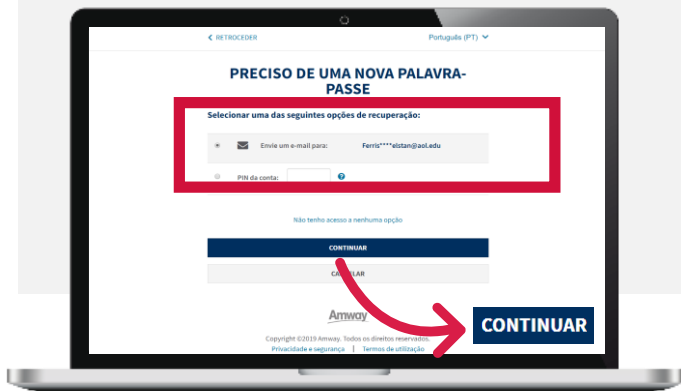 RETROCEDER
Português (PT)
PRECISO DE UMA NOVA PALAVRA-
PASSE
Selecionar uma das seguintes opções de recuperação:
Envie um e-mail para: Ferris****elstan@aol.edu
PIN da conta:
Não tenho acesso a nenhuma opção
CONTINUAR
CANCELAR
Amway
CONTINUAR
Copyright ©2019 Amway. Todos os direitos reservados.
Privacidade e segurança | Termos de utilização